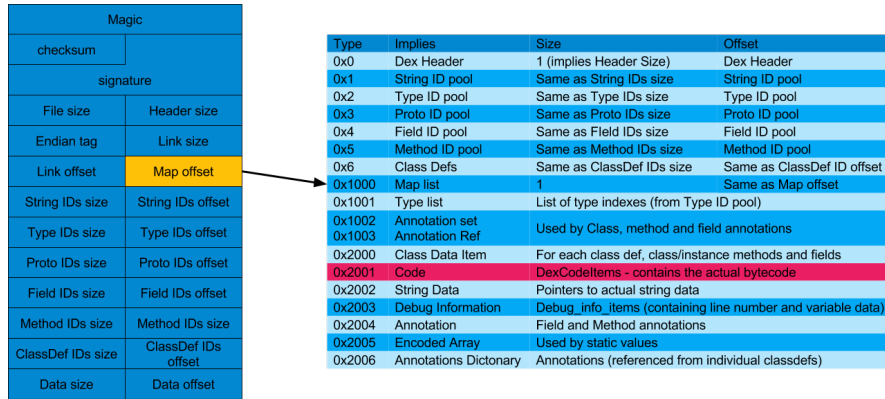 Magic
checksum
signature
File size Header size
Endian tag Link size
Link offset Map offset
String IDs size String IDs offset
Type IDs size Type IDs offset
Proto IDs size Proto IDs offset
Field IDs size Field IDs offset
Method IDs size Method IDs size
ClassDef IDs size ClassDef IDs
offset
Data size Data offset
Type Implies Size Offset
0x0 Dex Header 1 (implies Header Size) Dex Header
0x1 String ID pool Same as String IDs size String ID pool
0x2 Type ID pool Same as Type IDs size Type ID pool
0x3 Proto ID pool Same as Proto IDs size Proto ID pool
0x4 Field ID pool Same as FIeld IDs size Field ID pool
0x5 Method ID pool Same as Method IDs size Method ID pool
0x6 Class Defs Same as ClassDef IDs size Same as ClassDef ID offset
0x1000 Map list 1 Same as Map offset
0x1001 Type list List of type indexes (from Type ID pool)
0x1002 Annotation set
0x1003 Annotation Ref Used by Class, method and field annotations
0x2000 Class Data Item For each class def, class/instance methods and fields
0x2001 Code DexCodeItems - contains the actual bytecode
0x2002 String Data Pointers to actual string data
0x2003 Debug Information Debug_info_items (containing line number and variable data)
0x2004 Annotation Field and Method annotations
0x2005 Encoded Array Used by static values
0x2006 Annotations Dictonary Annotations (referenced from individual classdefs)